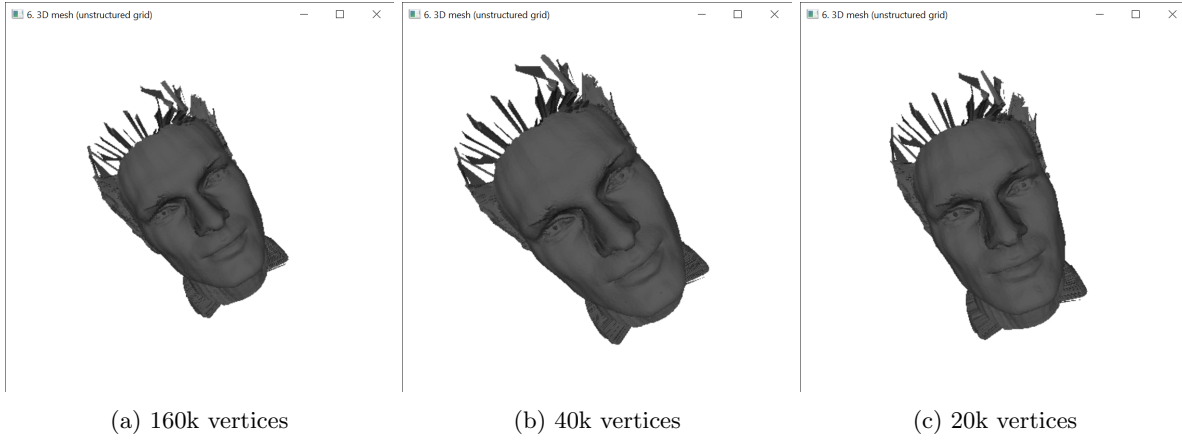 6. 3D mesh (unstructured grid)
6. 3D mesh (unstructured grid)
6. 3D mesh (unstructured grid)
(a) 160k vertices
(b) 40k vertices
(c) 20k vertices